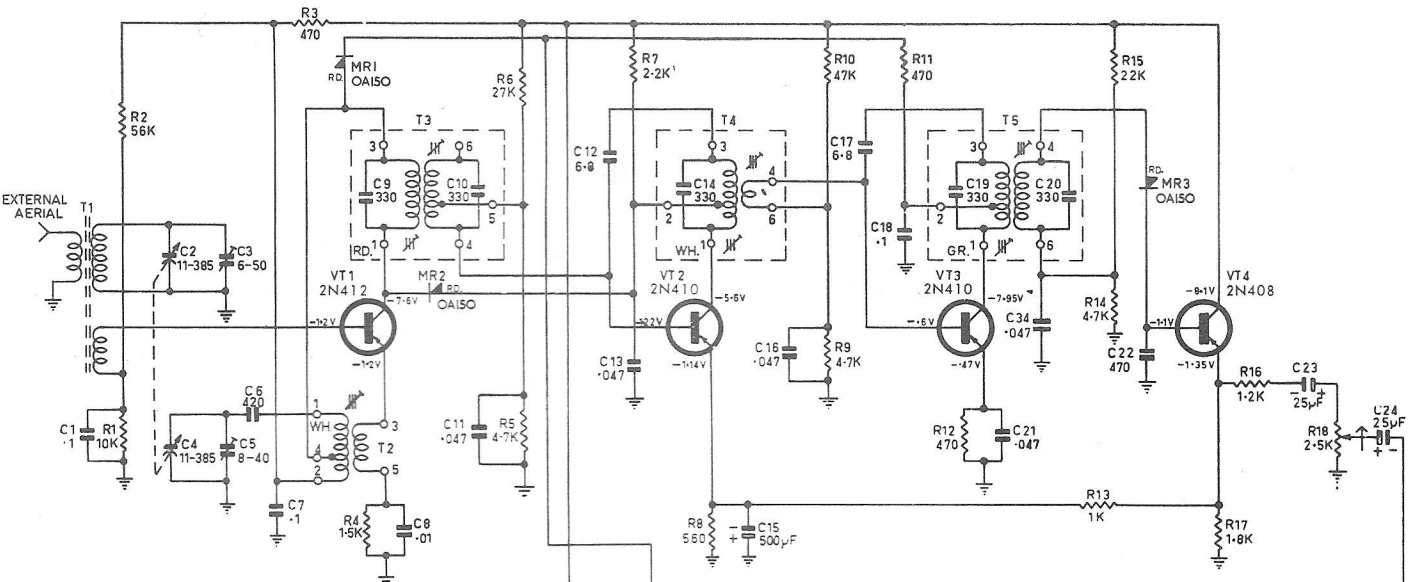 R3
470
MR1
RD.
OA150
R6
27K
R7
2·2K
R10
47K
R11
470
R15
22K
R2
56K
T3
3
6
C9
330
C10
330
5
1
4
RD.
C12
6·8
T4
3
C14
330
4
2
6
1
WH.
C17
6·8
T5
3
4
C19
330
C20
330
2
1
6
GR.
C18
·1
RD.
MR3
OA150
EXTERNAL
AERIAL
T1
C2
11-385
C3
6-50
VT1
2N412
-7·6V
-1·2V
-1·2V
MR2
RD.
OA150
VT2
2N410
-5·6V
-1·14V
C13
·047
C16
·047
R9
4·7K
VT3
2N410
-7·95V
-·6V
-·47V
C34
·047
R14
4·7K
VT4
2N408
-8·1V
-1·1V
-1·35V
C22
470
R16
1·2K
C23
25μF
- +
R18
2·5K
C24
25μF
+ -
C1
·1
R1
10K
C4
11-385
C5
8-40
C6
420
1
WH.
4
2
T2
3
5
C7
·1
R4
1·5K
C8
·01
C11
·047
R5
4·7K
R12
470
C21
·047
R8
560
-
+
C15
500μF
R13
1K
R17
1·8K